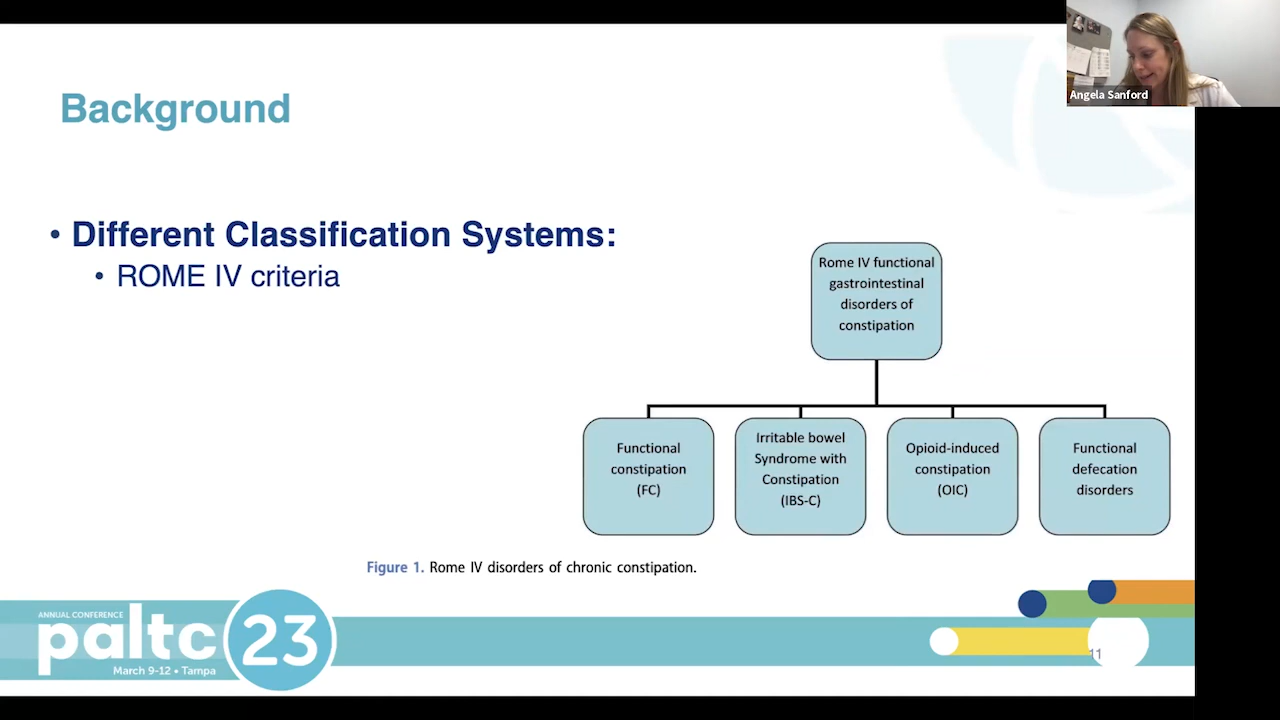 Angela Sanford
Background
• Different Classification Systems:
• ROME IV criteria
Rome IV functional
gastrointestinal
disorders of
constipation
Functional
constipation
(FC)
Irritable bowel
Syndrome with
Constipation
(IBS-C)
Opioid-induced
constipation
(OIC)
Functional
defecation
disorders
Figure 1. Rome IV disorders of chronic constipation.
ANNUAL CONFERENCE
paltc 23
March 9-12 • Tampa
11